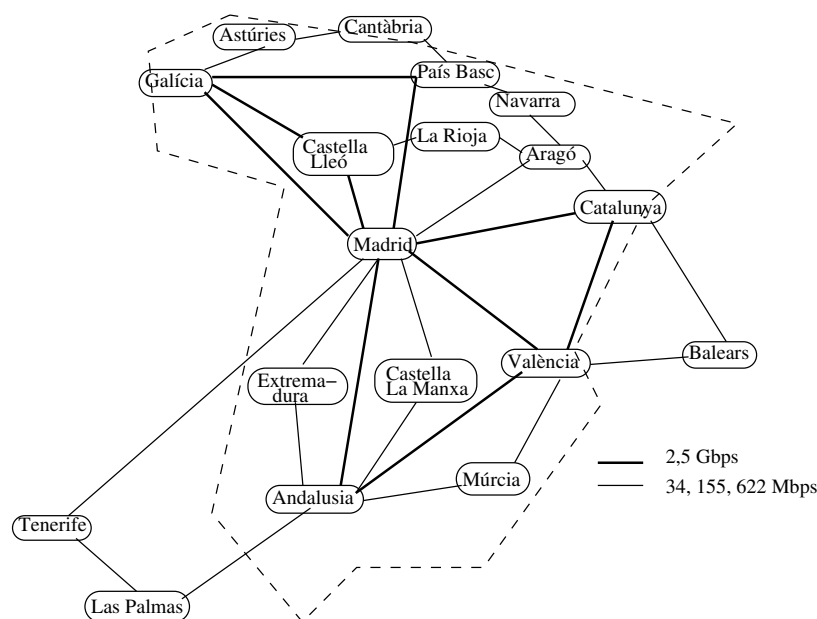 Cantàbria
Astúries
País Basc
Galícia
Navarra
La Rioja
Castella
Lleó
Aragó
Catalunya
Madrid
València
Balears
Extrema–
dura
Castella
La Manxa
2,5 Gbps
Múrcia
34, 155, 622 Mbps
Andalusia
Tenerife
Las Palmas